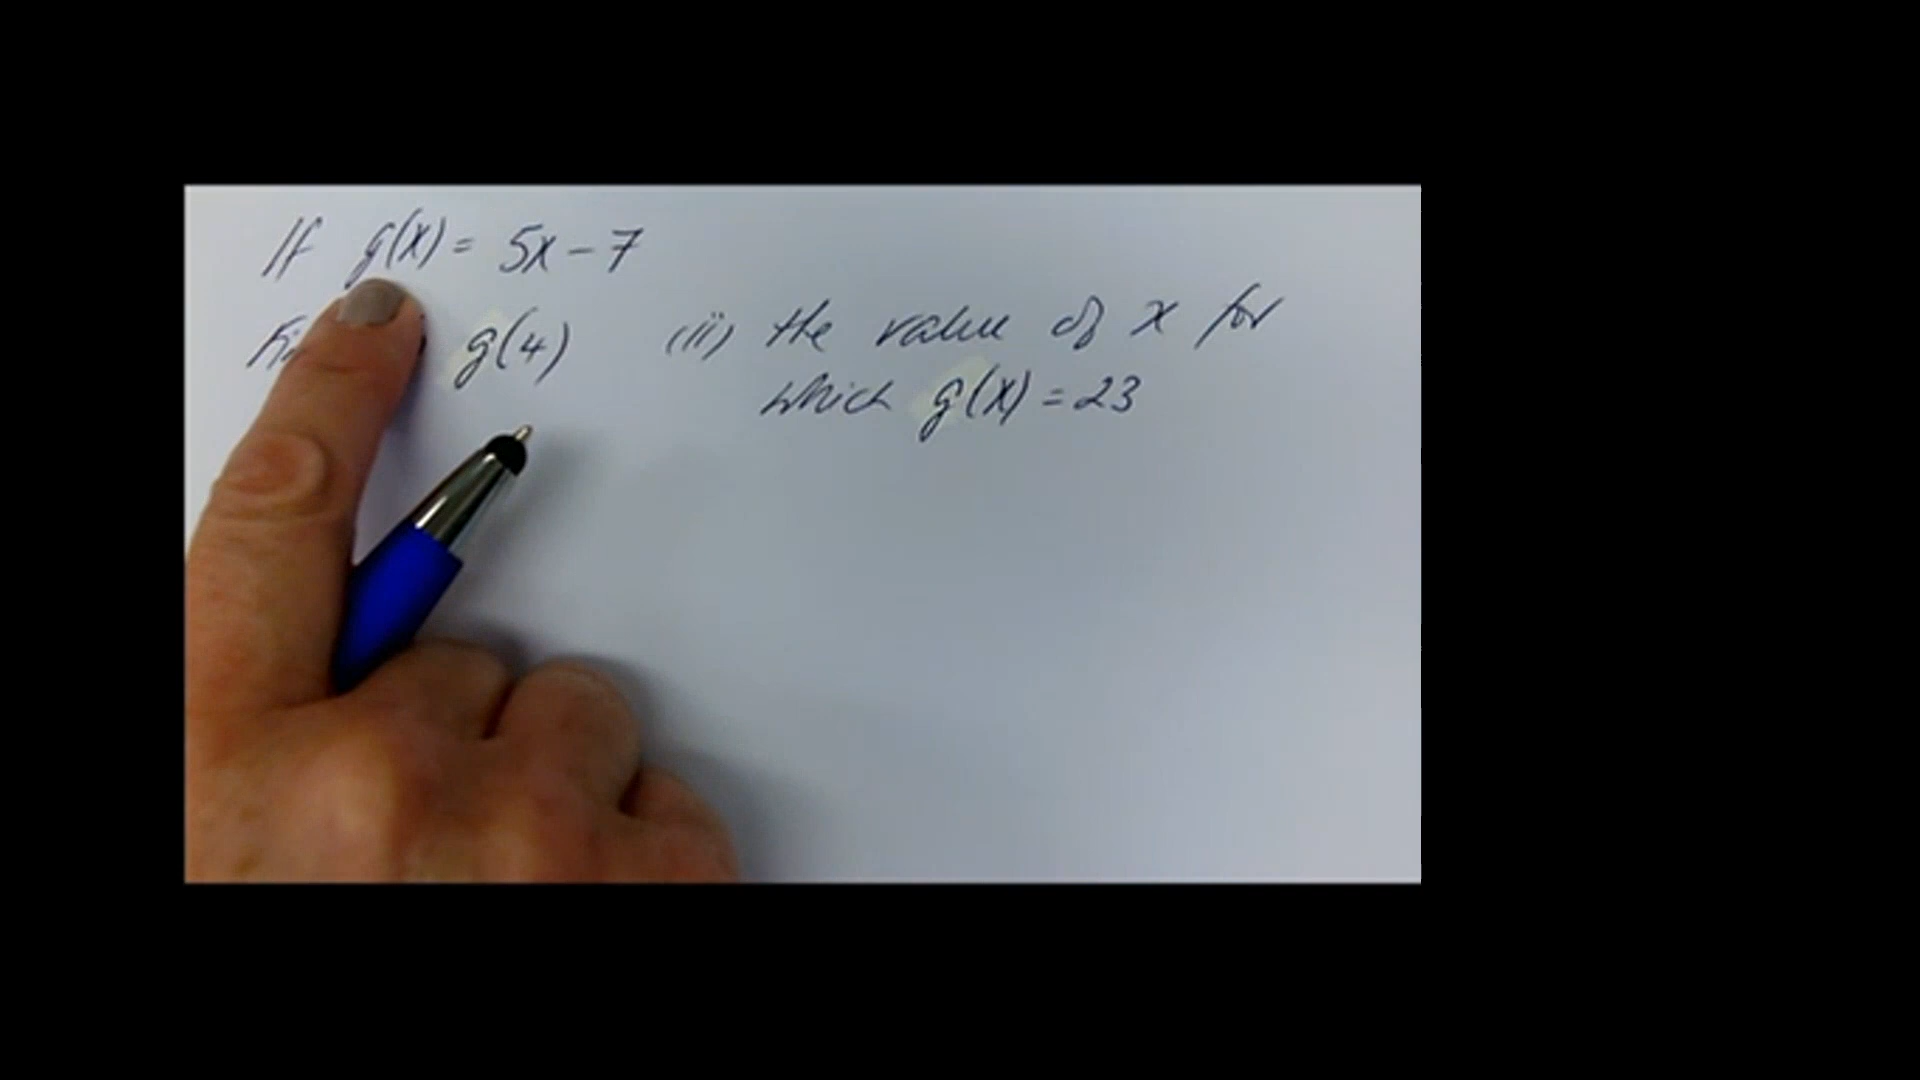 If g(x) = 5x - 7
g(4) (ii) the value of x for
which g(x) = 23